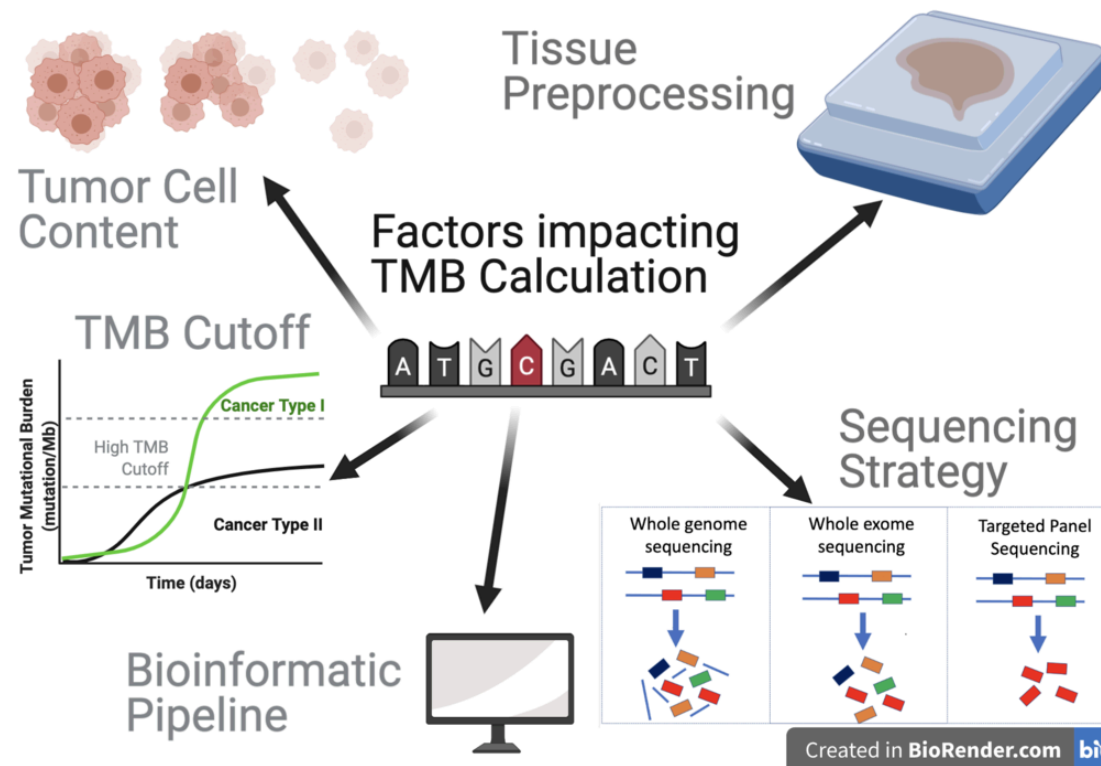 Tissue
Preprocessing
Tumor Cell
Content
Factors impacting
TMB Calculation
A T G C G A C T
TMB Cutoff
Tumor Mutational Burden
(mutation/Mb)
Cancer Type I
High TMB
Cutoff
Cancer Type II
Time (days)
Sequencing
Strategy
Whole genome
sequencing
Whole exome
sequencing
Targeted Panel
Sequencing
Bioinformatic
Pipeline
Created in BioRender.com